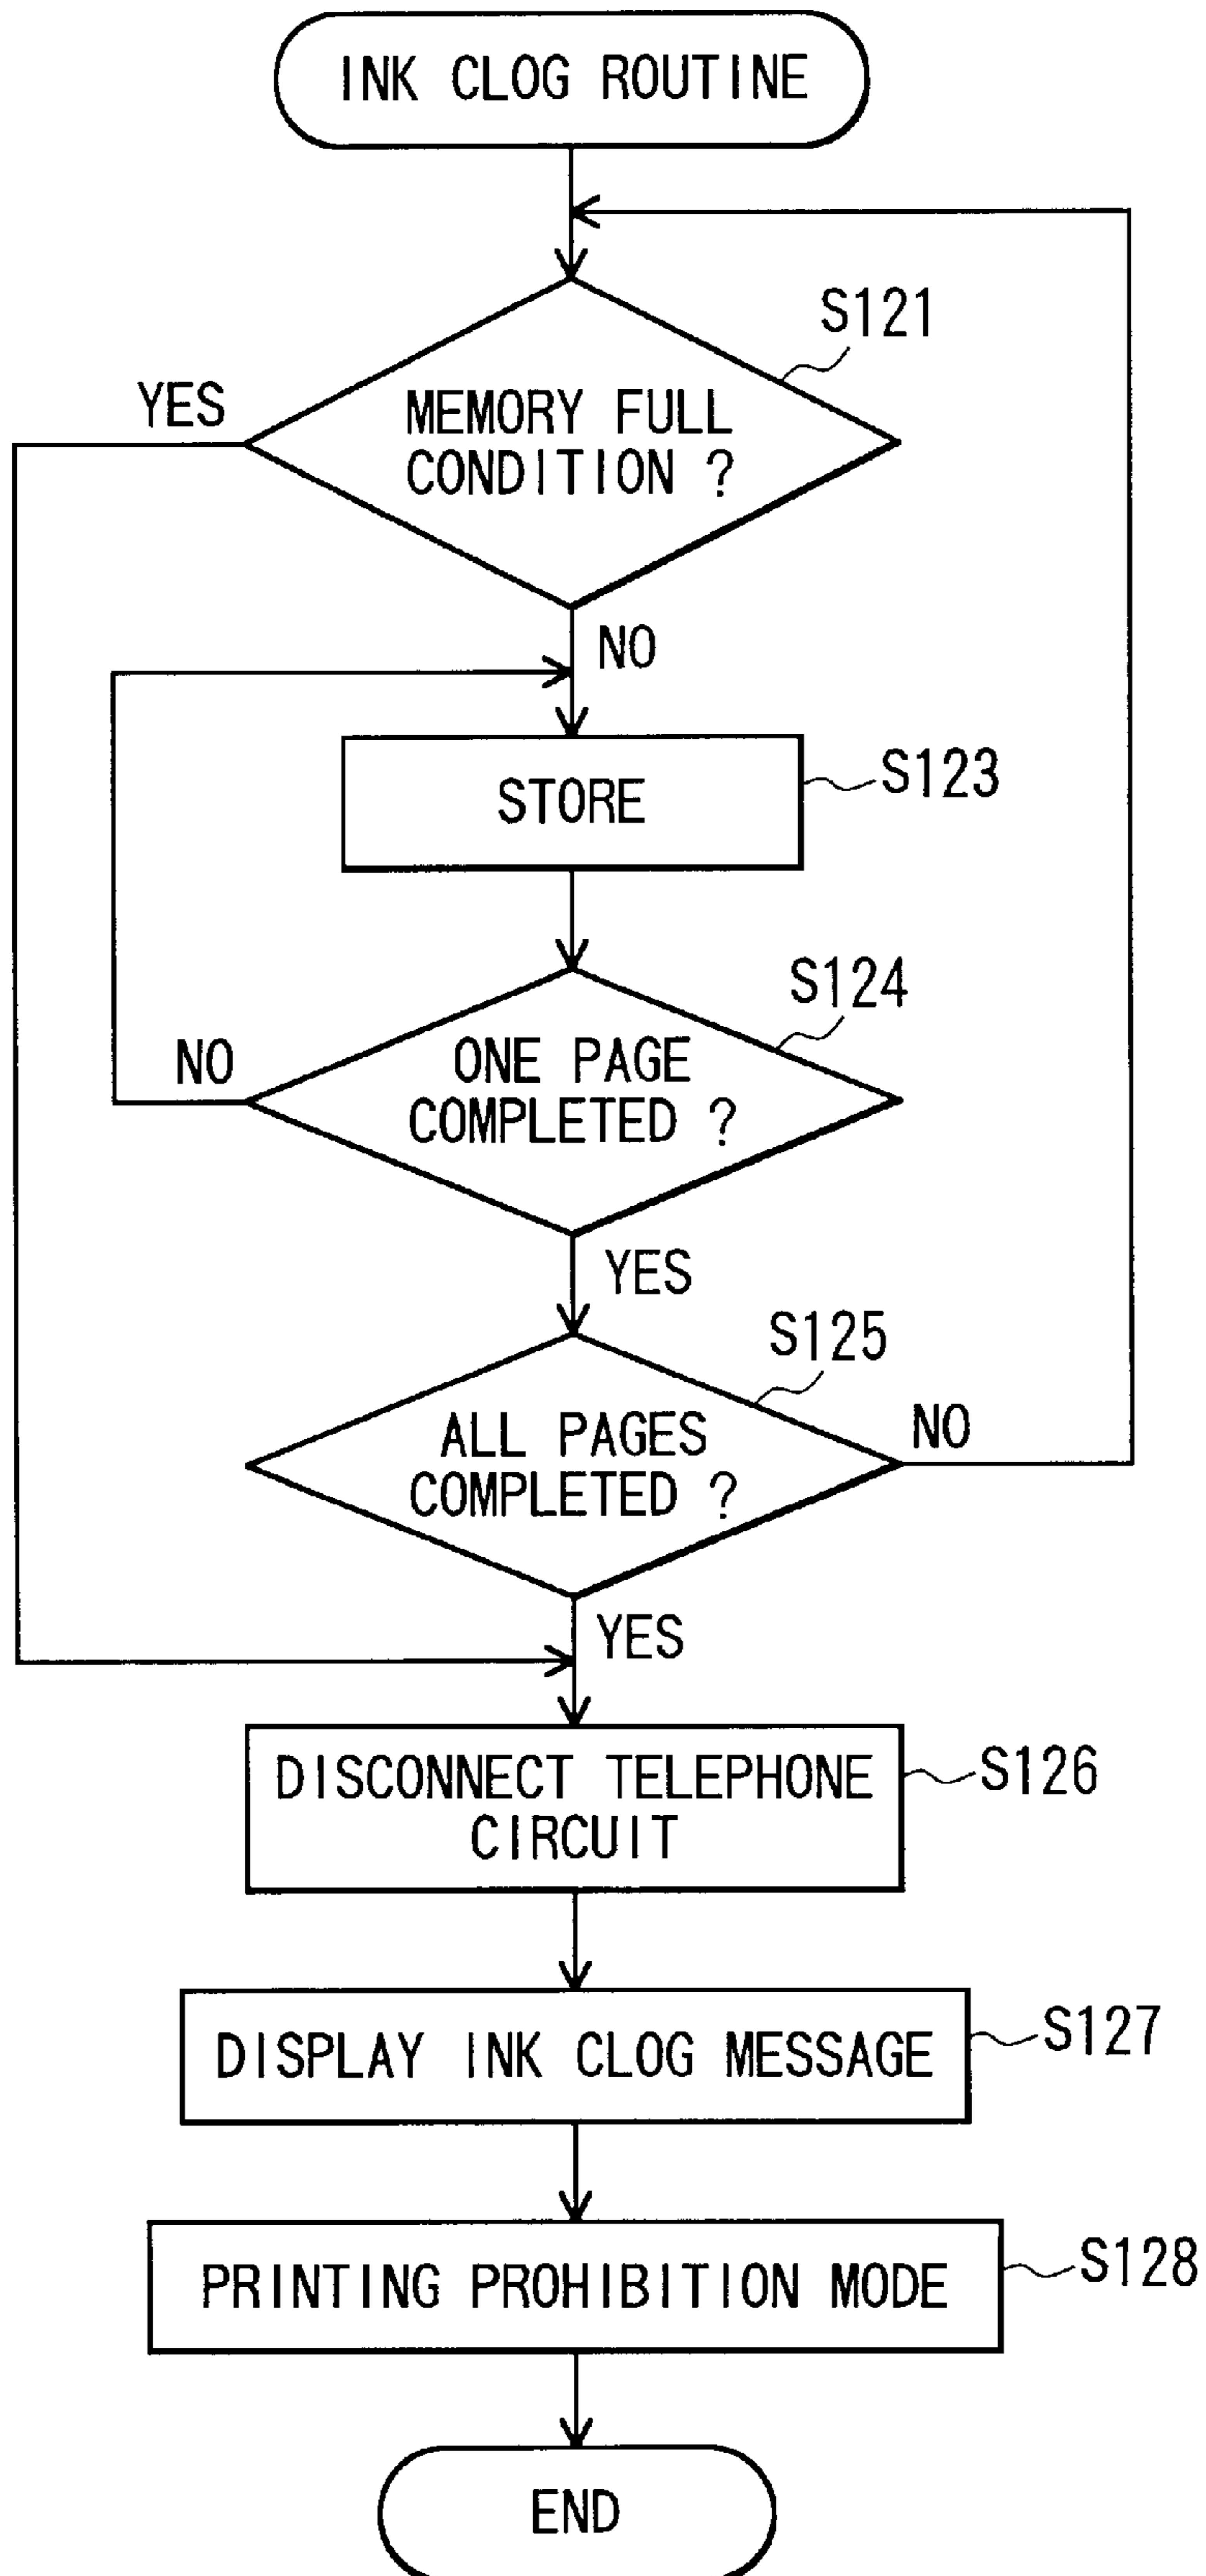 INK CLOG ROUTINE
S121
YES
MEMORY FULL
CONDITION ?
NO
STORE
S123
S124
NO
ONE PAGE
COMPLETED ?
YES
S125
ALL PAGES
COMPLETED ?
NO
YES
DISCONNECT TELEPHONE
CIRCUIT
S126
DISPLAY INK CLOG MESSAGE
S127
PRINTING PROHIBITION MODE
S128
END